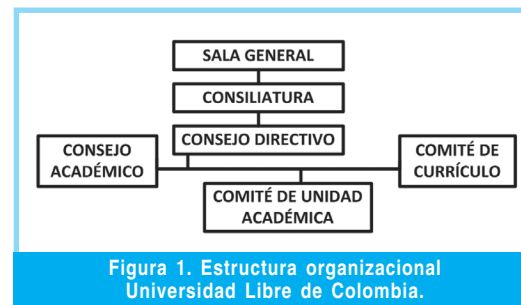 SALA GENERAL
CONSILIATURA
CONSEJO DIRECTIVO
CONSEJO
ACADÉMICO
COMITÉ DE
CURRÍCULO
COMITÉ DE UNIDAD
ACADÉMICA
Figura 1. Estructura organizacional
Universidad Libre de Colombia.